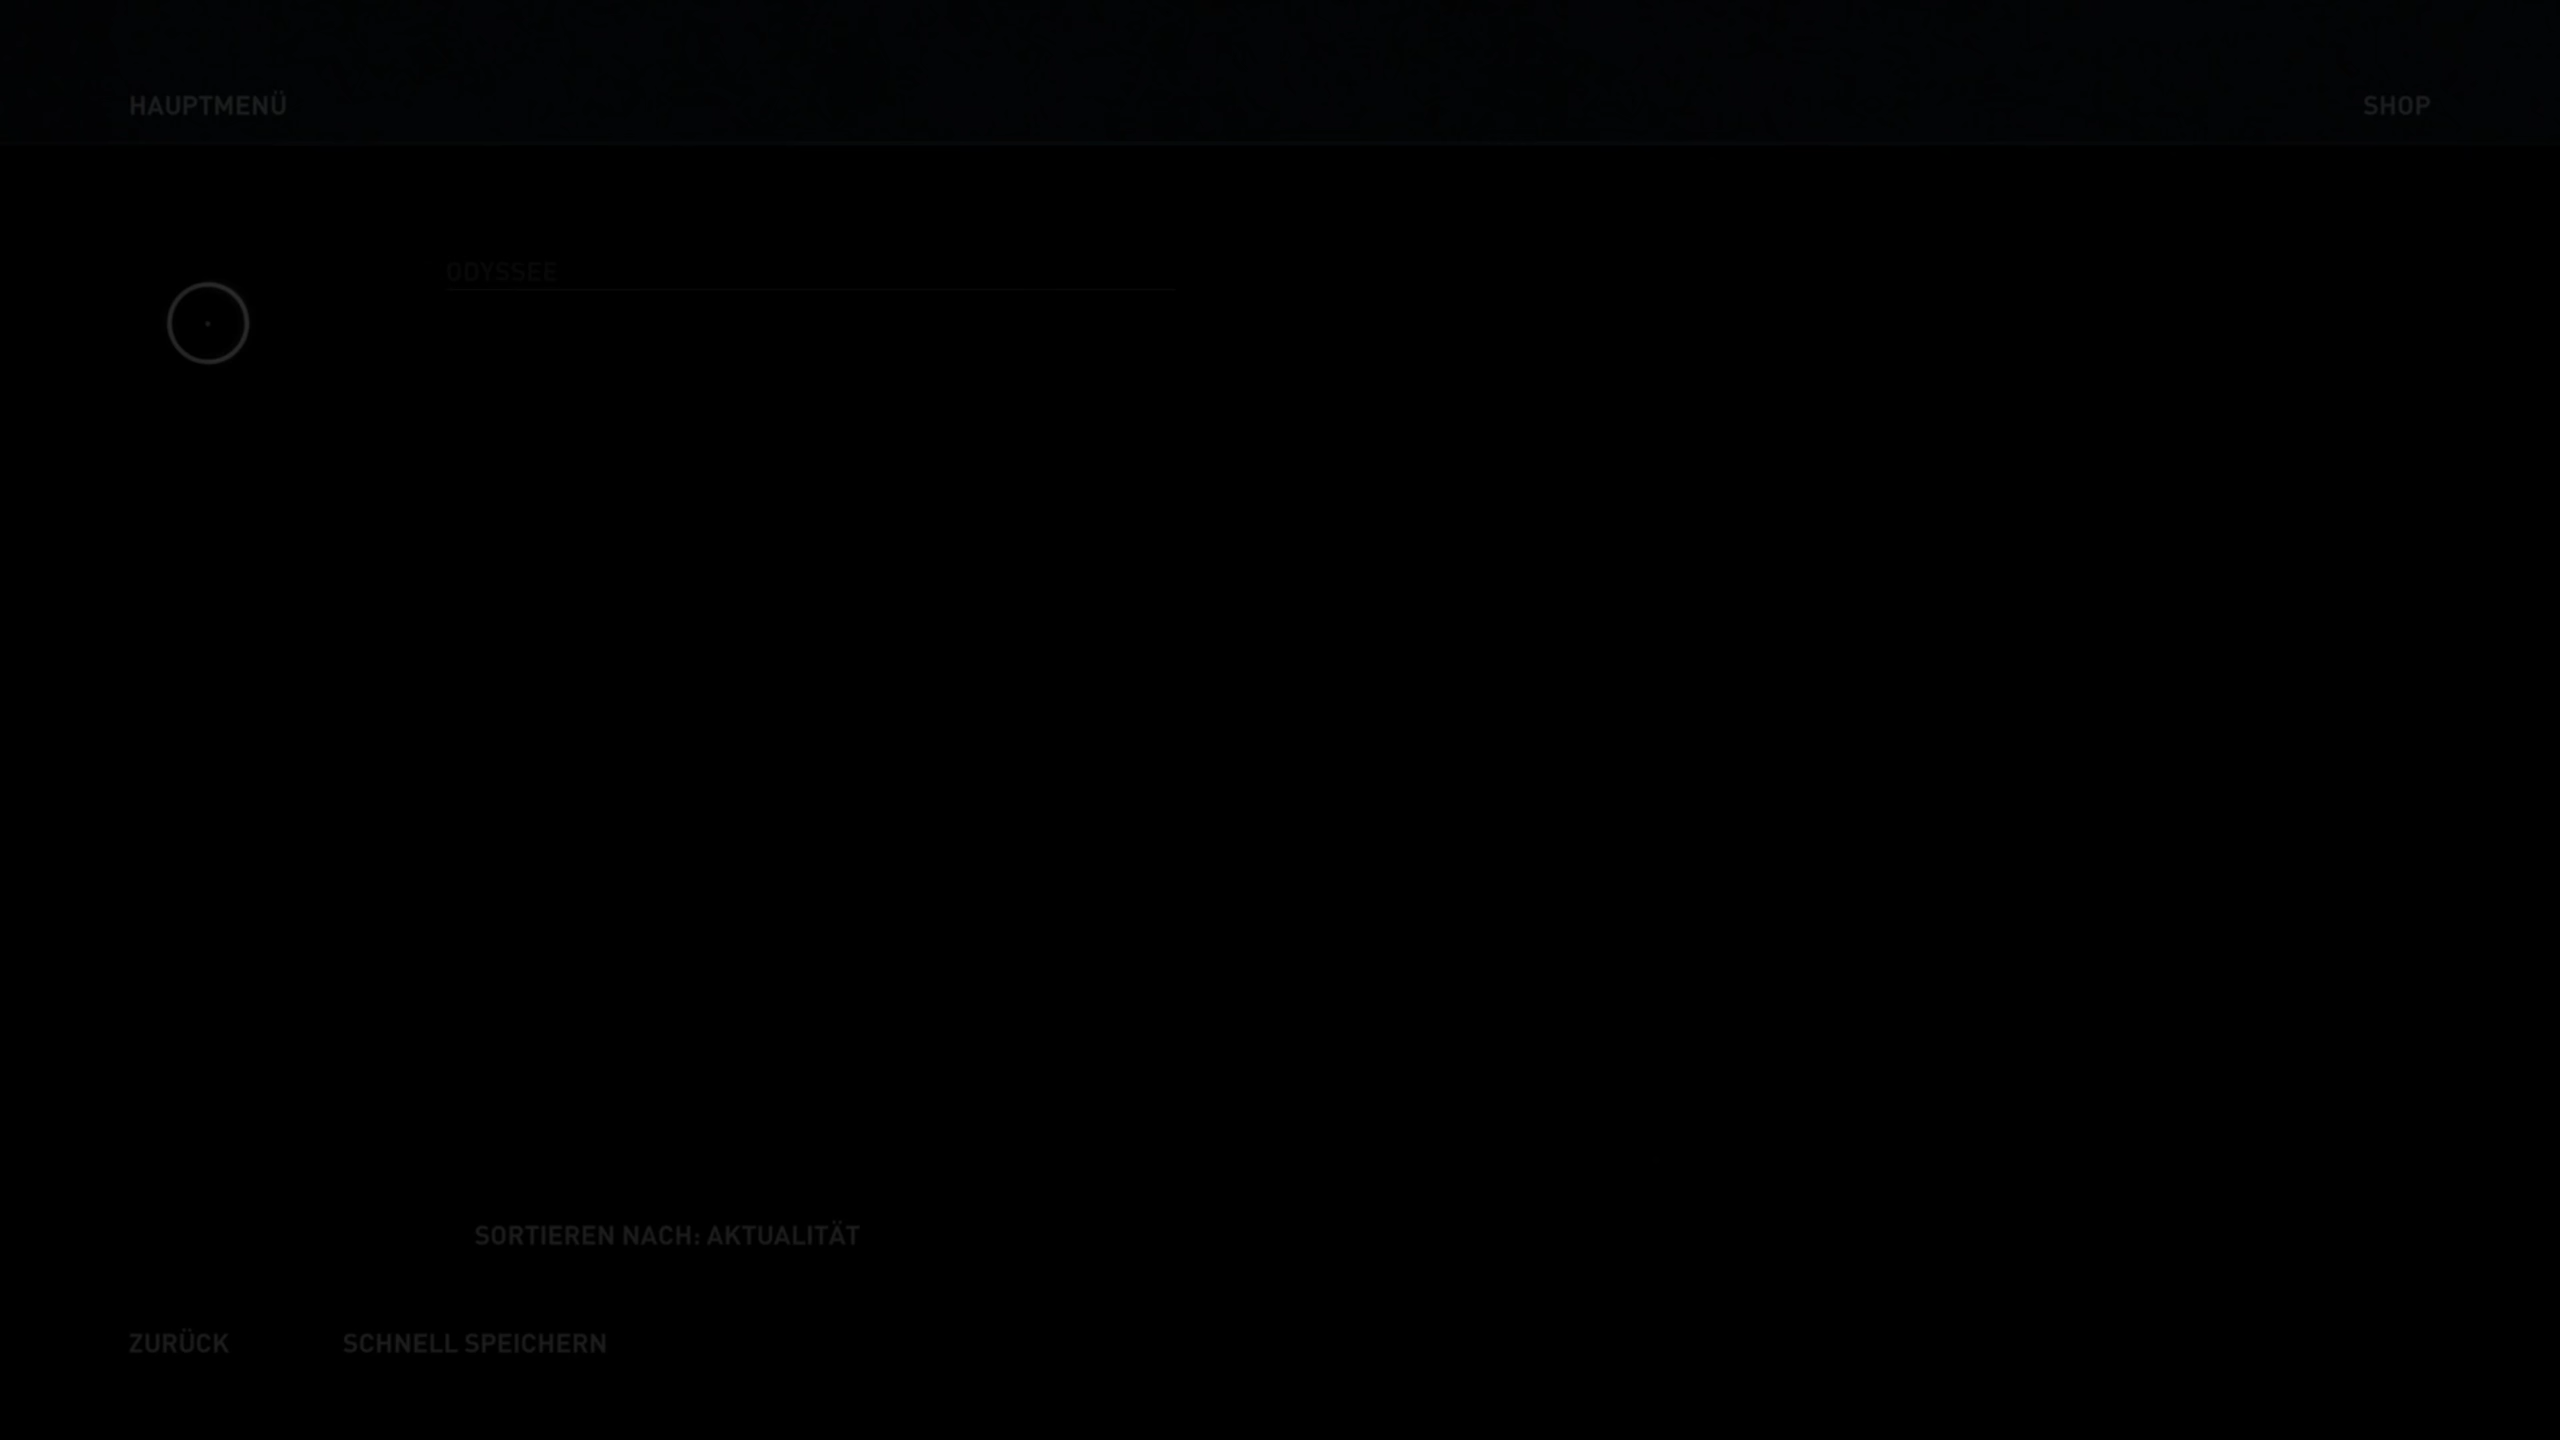 HAUPTMENÜ
SHOP
ODYSSEE
SORTIEREN NACH: AKTUALITÄT
ZURÜCK
SCHNELL SPEICHERN